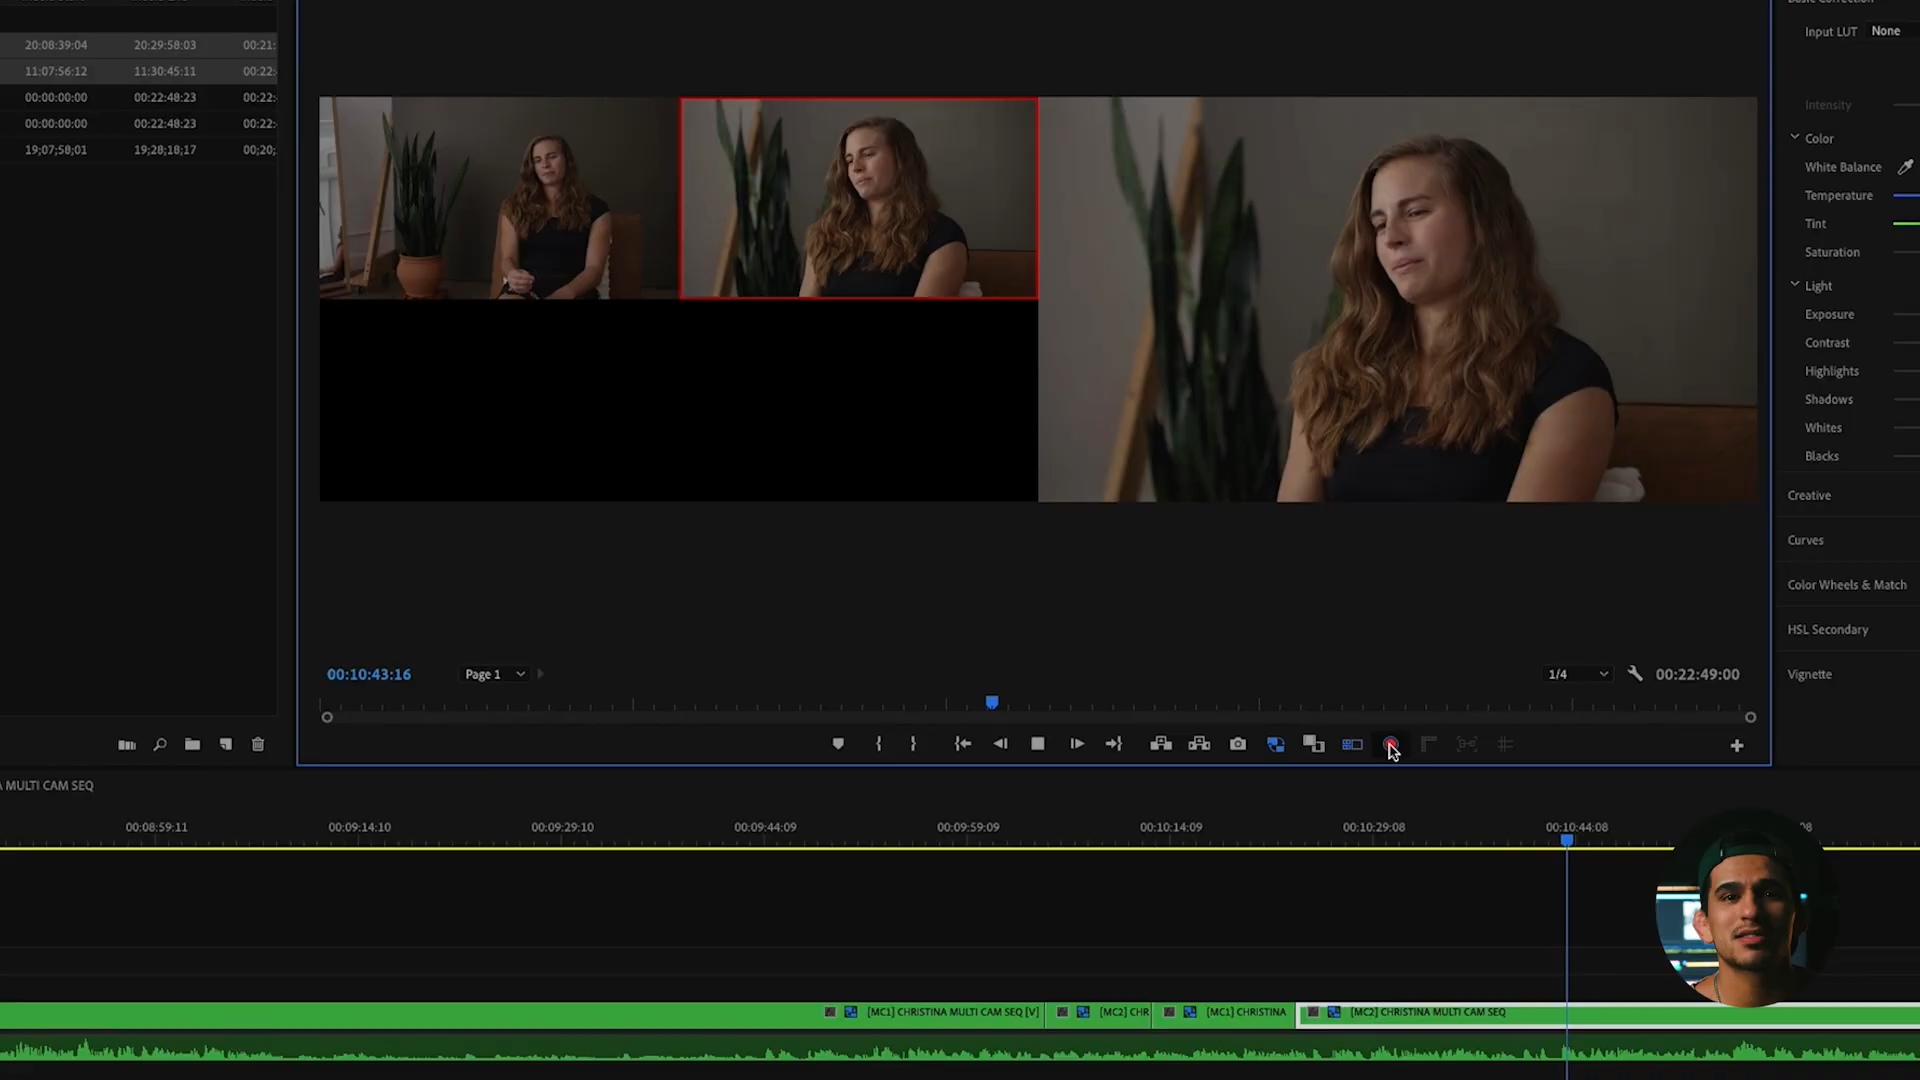 20:08:39:04 20:29:58:03 00:21:
11:07:56:12 11:30:45:11 00:22:
00:00:00:00 00:22:48:23 00:22:
00:00:00:00 00:22:48:23 00:22:
19;07;58;01 19;28;18;17 00;20;
Input LUT None
Intensity
Color
White Balance
Temperature
Tint
Saturation
Light
Exposure
Contrast
Highlights
Shadows
Whites
Blacks
Creative
Curves
Color Wheels & Match
HSL Secondary
Vignette
00:10:43:16 Page 1 1/4 00:22:49:00
A MULTI CAM SEQ
00:08:59:11 00:09:14:10 00:09:29:10 00:09:44:09 00:09:59:09 00:10:14:09 00:10:29:08 00:10:44:08 08
[MC1] CHRISTINA MULTI CAM SEQ [V] [MC2] CHR [MC1] CHRISTINA [MC2] CHRISTINA MULTI CAM SEQ